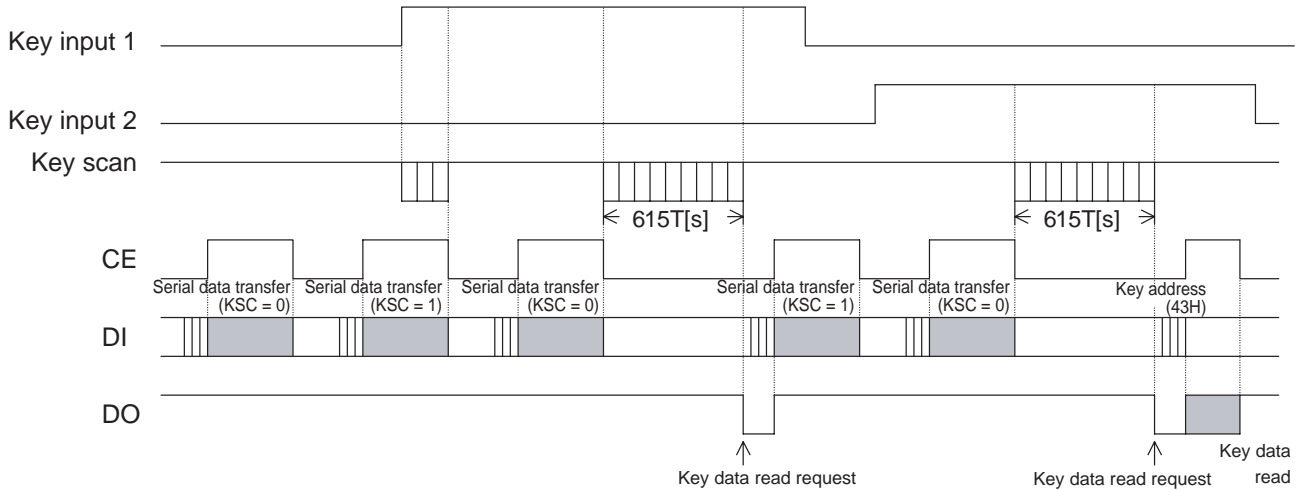 Key input 1
Key input 2
Key scan
615T[s]
615T[s]
CE
Serial data transfer
(KSC = 0)
Serial data transfer
(KSC = 1)
Serial data transfer
(KSC = 0)
Serial data transfer
(KSC = 1)
Serial data transfer
(KSC = 0)
Key address
(43H)
DI
DO
Key data read request
Key data read request
Key data
read